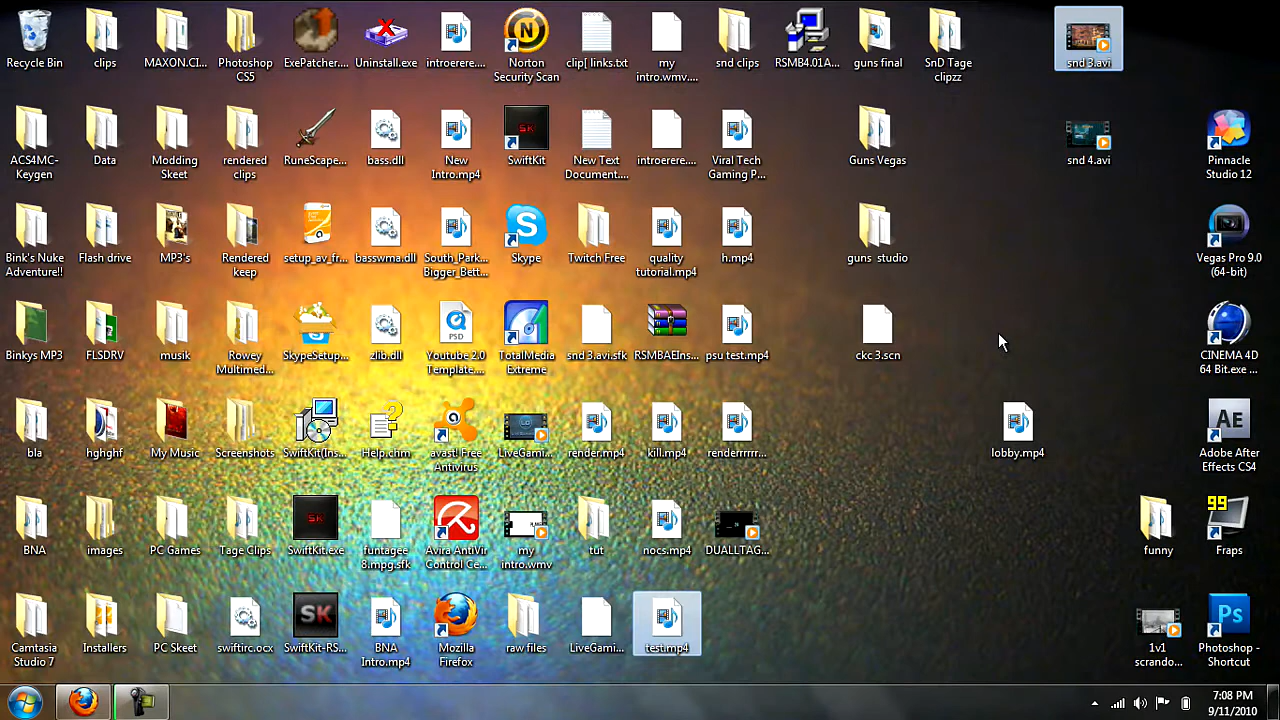 Recycle Bin
clips
MAXON.CI...
Photoshop
CS5
ExePatcher....
Uninstall.exe
introerere....
Norton
Security Scan
clip[ links.txt
my
intro.wmv....
snd clips
RSMB4.01A...
guns final
SnD Tage
clipzz
snd 3.avi
ACS4MC-
Keygen
Data
Modding
Skeet
rendered
clips
RuneScape...
bass.dll
New
Intro.mp4
SK
SwiftKit
New Text
Document....
introerere....
Viral Tech
Gaming P...
Guns Vegas
snd 4.avi
Pinnacle
Studio 12
Bink's Nuke
Adventure!!
Flash drive
MP3's
Rendered
keep
setup_av_fr...
basswma.dll
South_Park...
Bigger_Bett...
Skype
Twitch Free
quality
tutorial.mp4
h.mp4
guns studio
Vegas Pro 9.0
(64-bit)
Binkys MP3
FLSDRV
musik
Rowey
Multimed...
SkypeSetup...
zlib.dll
PSD
Youtube 2.0
Template....
TotalMedia
Extreme
snd 3.avi.sfk
RSMBAEIns...
psu test.mp4
ckc 3.scn
CINEMA 4D
64 Bit.exe ...
bla
hghghf
My Music
Screenshots
SwiftKit(Ins...
Help.chm
avast! Free
Antivirus
LiveGami...
render.mp4
kill.mp4
renderrrrrr...
lobby.mp4
AE
Adobe After
Effects CS4
BNA
images
PC Games
Tage Clips
SK
SwiftKit.exe
funtagee
8.mpg.sfk
Avira AntiVir
Control Ce...
my
intro.wmv
tut
nocs.mp4
DUALLTAG...
funny
99
Fraps
Camtasia
Studio 7
Installers
PC Skeet
swiftirc.ocx
SK
SwiftKit-RS...
BNA
Intro.mp4
Mozilla
Firefox
raw files
LiveGami...
test.mp4
1v1
scrando...
Ps
Photoshop -
Shortcut
7:08 PM
9/11/2010